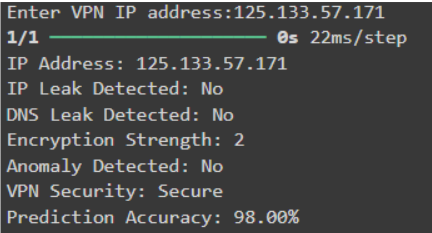 Enter VPN IP address:125.133.57.171
1/1 ━━━━━━━━━━━━━━━━━━━━ 0s 22ms/step
IP Address: 125.133.57.171
IP Leak Detected: No
DNS Leak Detected: No
Encryption Strength: 2
Anomaly Detected: No
VPN Security: Secure
Prediction Accuracy: 98.00%